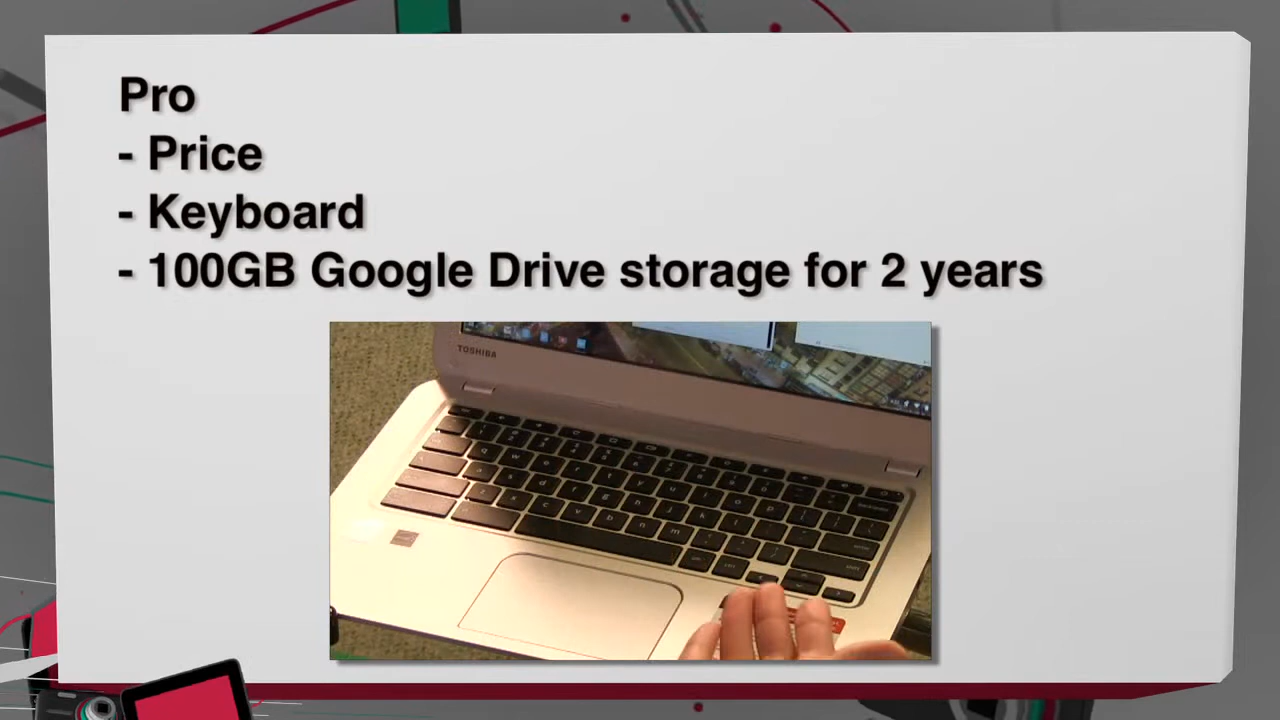 Pro
- Price
- Keyboard
- 100GB Google Drive storage for 2 years
TOSHIBA